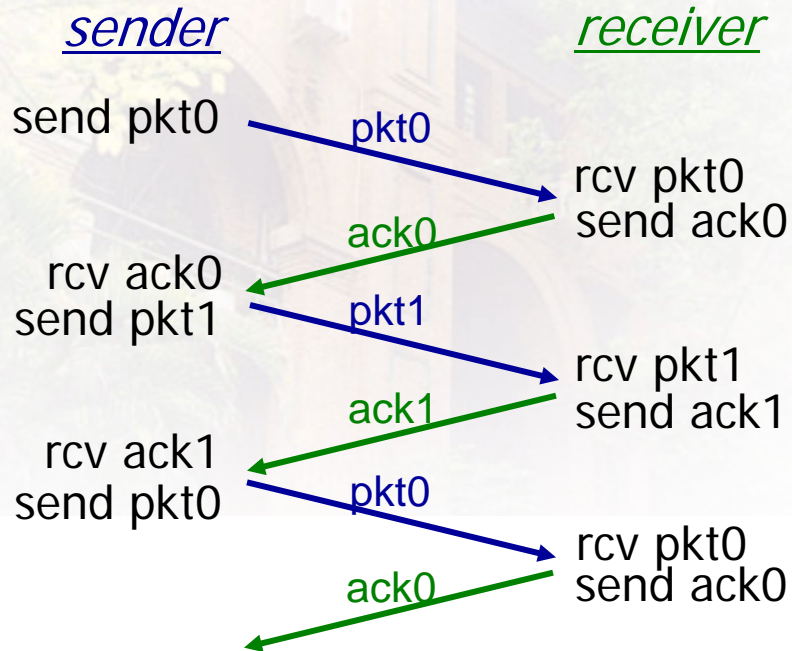 sender
receiver
send pkt0
pkt0
rcv pkt0
send ack0
ack0
rcv ack0
send pkt1
pkt1
rcv pkt1
send ack1
ack1
rcv ack1
send pkt0
pkt0
rcv pkt0
send ack0
ack0